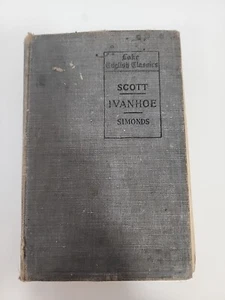 Lake
English Classics
SCOTT
IVANHOE
SIMONDS